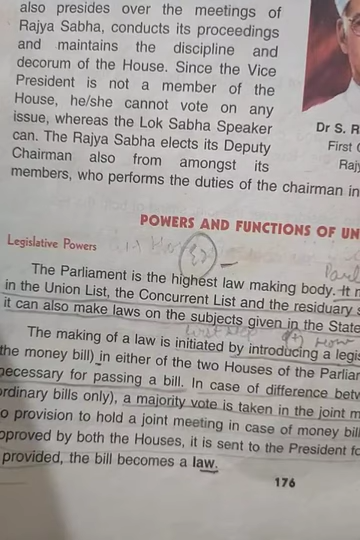 also presides over the meetings of
Rajya Sabha, conducts its proceedings
and maintains the discipline and
decorum of the House. Since the Vice
President is not a member of the
House, he/she cannot vote on any
issue, whereas the Lok Sabha Speaker
can. The Rajya Sabha elects its Deputy
Chairman also from amongst its
members, who performs the duties of the chairman in
Dr S. R
First
Raj
POWERS AND FUNCTIONS OF UN
Legislative Powers
The Parliament is the highest law making body. It
in the Union List, the Concurrent List and the residuary s
it can also make laws on the subjects given in the State
The making of a law is initiated by introducing a legis
the money bill) in either of the two Houses of the Parliar
necessary for passing a bill. In case of difference betw
ordinary bills only), a majority vote is taken in the joint m
o provision to hold a joint meeting in case of money bill
pproved by both the Houses, it is sent to the President fo
provided, the bill becomes a law.
176